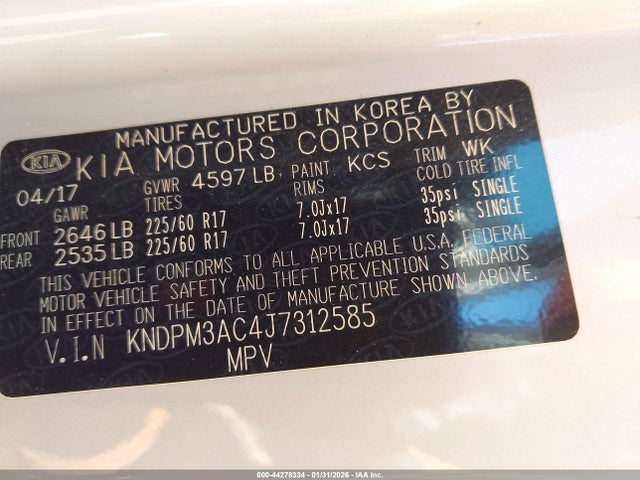 MANUFACTURED IN KOREA BY
KIA KIA MOTORS CORPORATION
04/17 GVWR 4597 LB. PAINT KCS TRIM WK
GAWR TIRES RIMS COLD TIRE INFL
FRONT 2646 LB 225/60 R17 7.0Jx17 35psi SINGLE
REAR 2535 LB 225/60 R17 7.0Jx17 35psi SINGLE
THIS VEHICLE CONFORMS TO ALL APPLICABLE U.S.A. FEDERAL
MOTOR VEHICLE SAFETY AND THEFT PREVENTION STANDARDS
IN EFFECT ON THE DATE OF MANUFACTURE SHOWN ABOVE.
V.I.N KNDPM3AC4J7312585
MPV
000-44278334 - 01/31/2026 - IAA Inc.